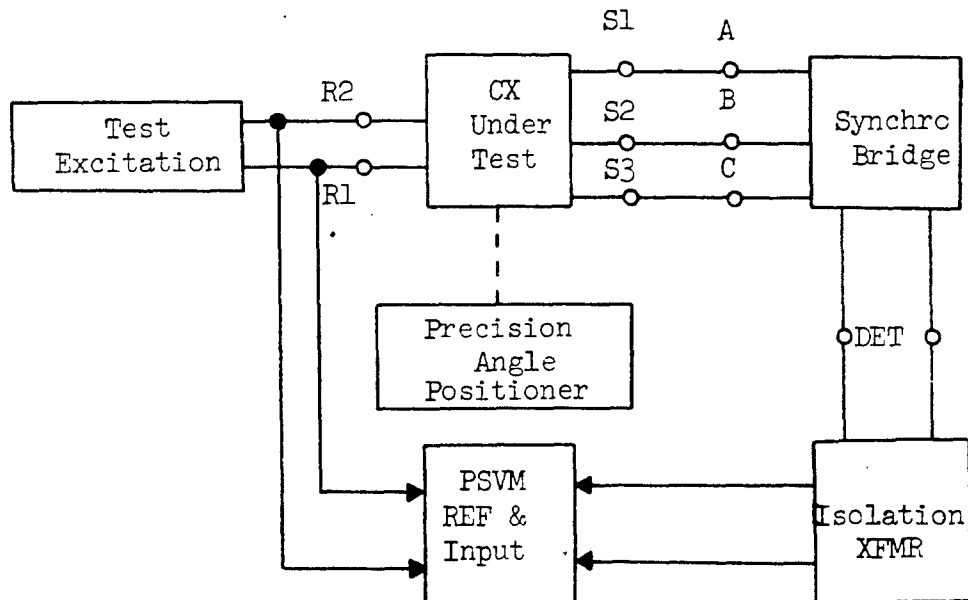 S1
A
R2
CX
Under
Test
Test
Excitation
S2
B
Synchro
Bridge
S3
C
R1
Precision
Angle
Positioner
DET
PSVM
REF &
Input
Isolation
XFMR